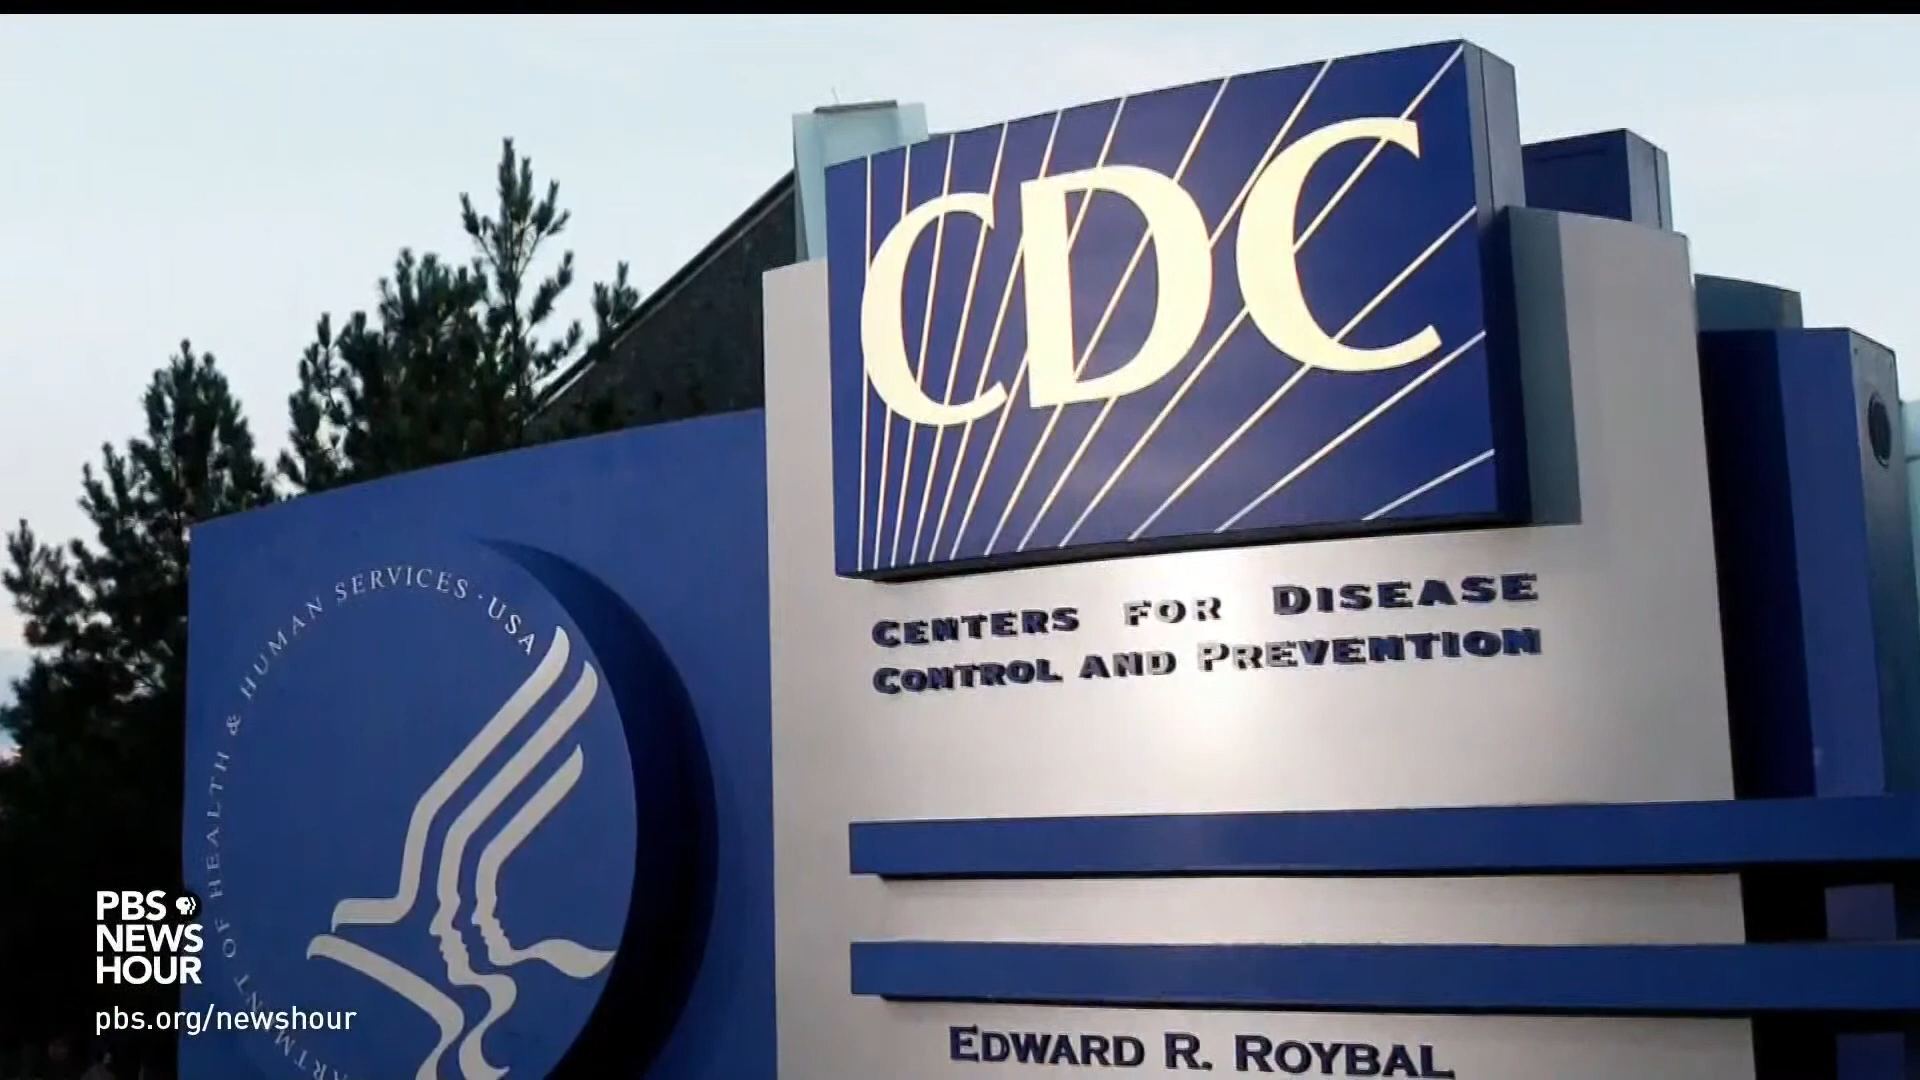 CDC
CENTERS FOR DISEASE
CONTROL AND PREVENTION
EDWARD R. ROYBAL
OF HEALTH & HUMAN SERVICES · USA
PBS
NEWS
HOUR
pbs.org/newshour